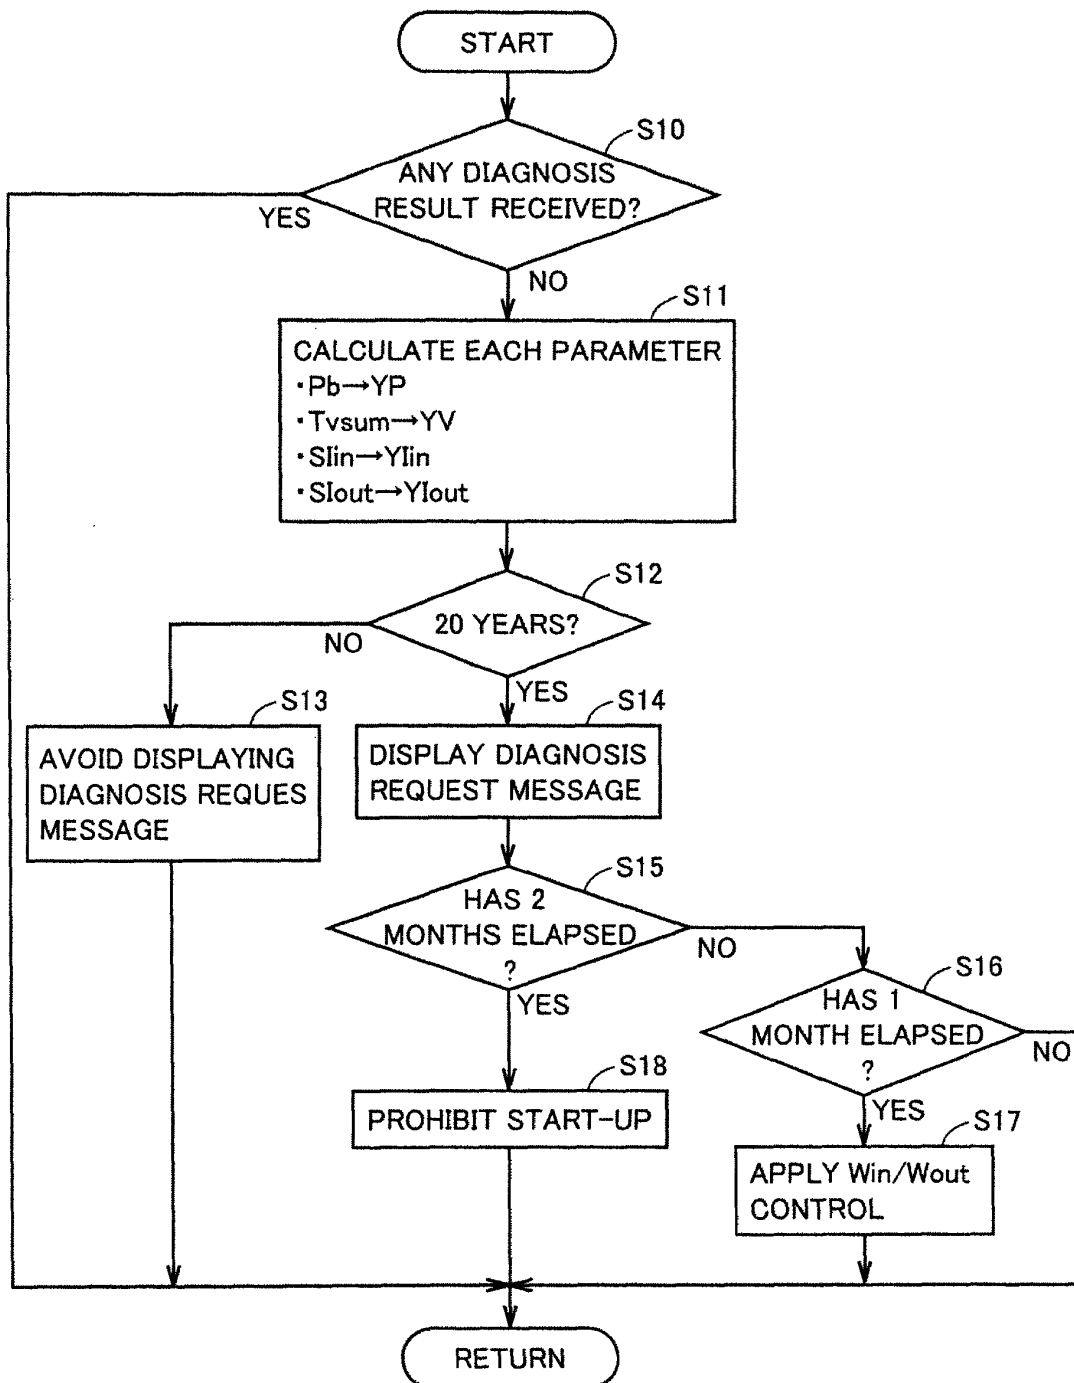 START
S10
ANY DIAGNOSIS
RESULT RECEIVED?
YES
NO
S11
CALCULATE EACH PARAMETER
・Pb→YP
・Tvsum→YV
・SIin→YIin
・SIout→YIout
S12
20 YEARS?
NO
YES
S13
AVOID DISPLAYING
DIAGNOSIS REQUES
MESSAGE
S14
DISPLAY DIAGNOSIS
REQUEST MESSAGE
S15
HAS 2
MONTHS ELAPSED
?
NO
YES
S16
HAS 1
MONTH ELAPSED
?
NO
YES
S18
PROHIBIT START-UP
S17
APPLY Win/Wout
CONTROL
RETURN